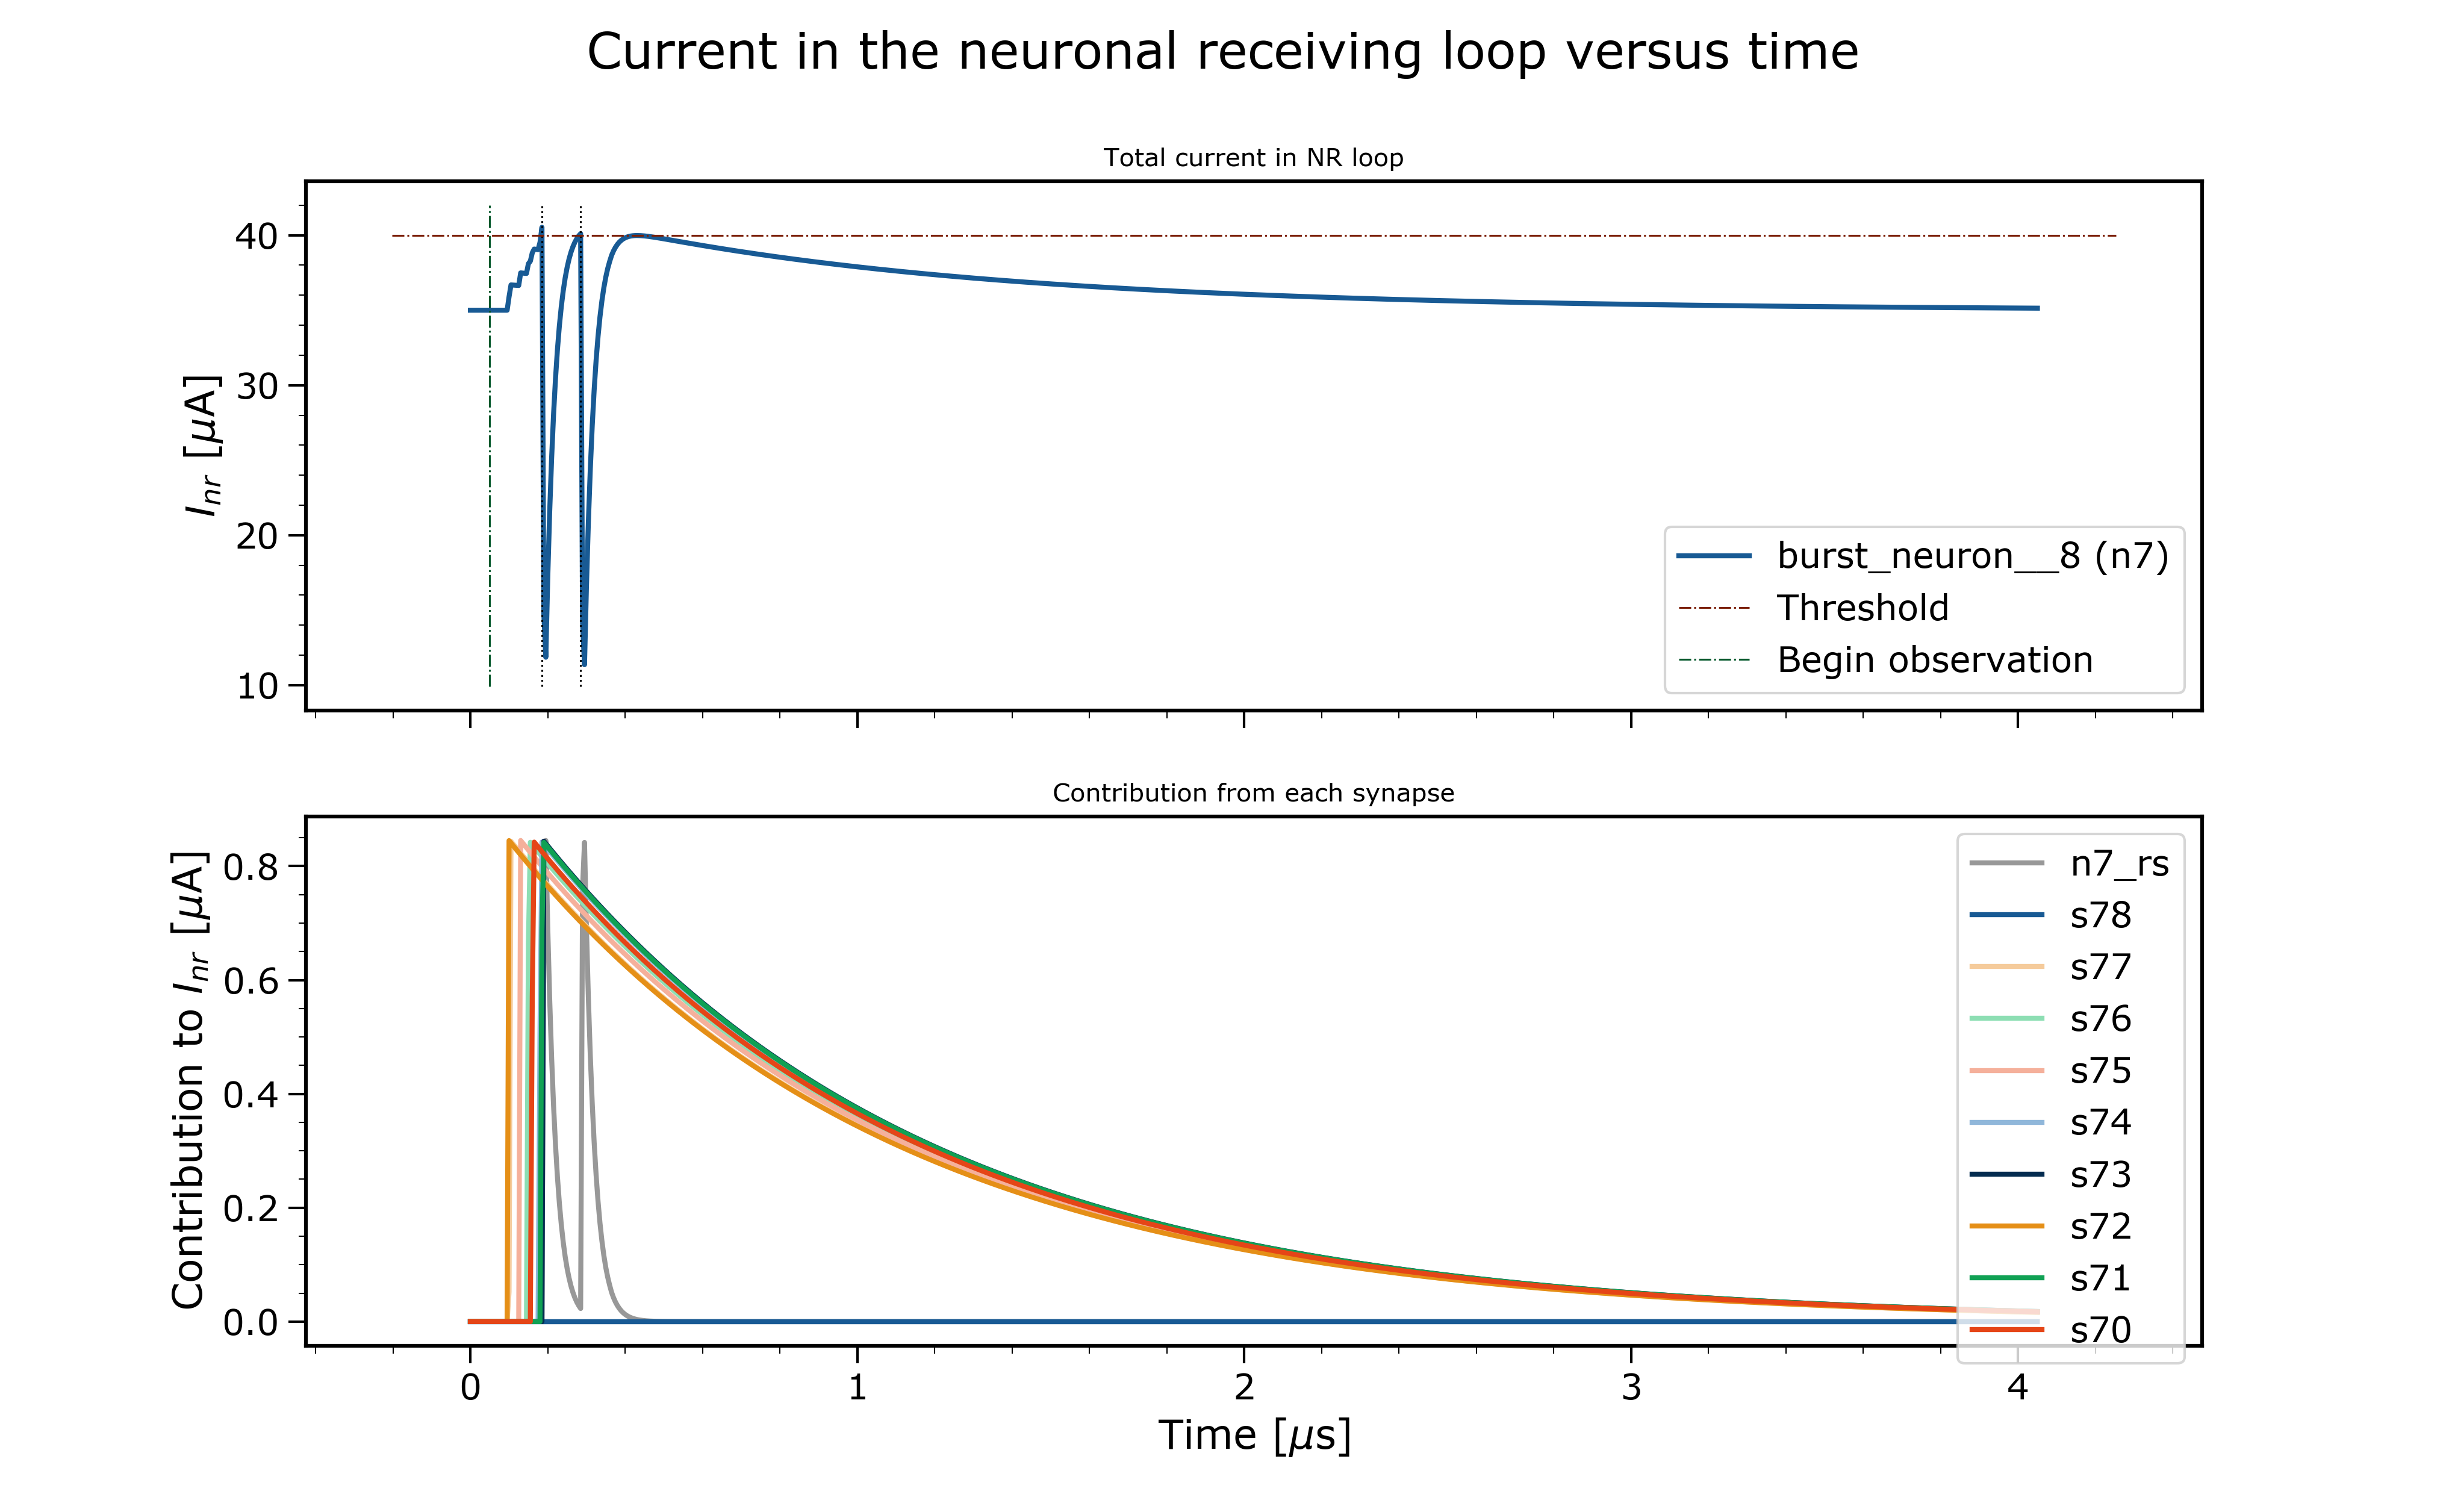 Current in the neuronal receiving loop versus time
Total current in NR loop
40
30
20
10
I_nr [μA]
burst_neuron__8 (n7)
Threshold
Begin observation
Contribution from each synapse
0.8
0.6
0.4
0.2
0.0
Contribution to I_nr [μA]
n7_rs
s78
s77
s76
s75
s74
s73
s72
s71
s70
0 1 2 3 4
Time [μs]